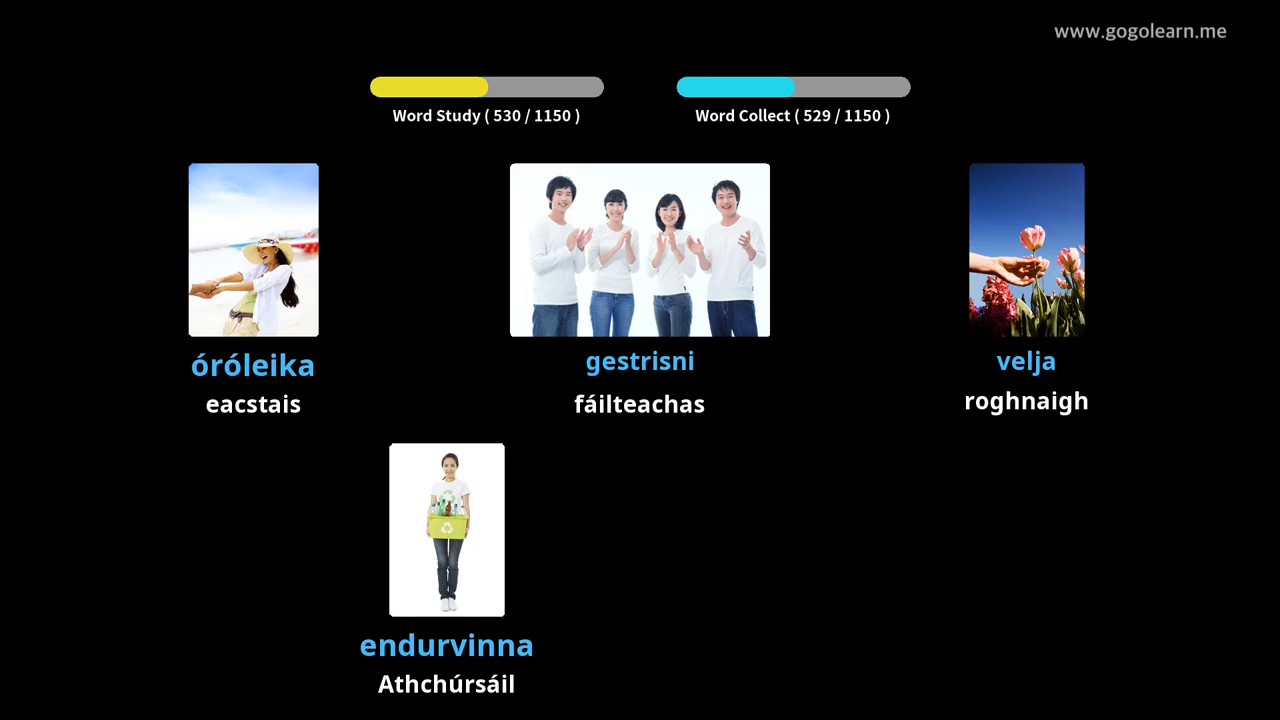 www.gogolearn.me
Word Study ( 530 / 1150 )
Word Collect ( 529 / 1150 )
óróleika
gestrisni
velja
eacstais
fáilteachas
roghnaigh
endurvinna
Athchúrsáil